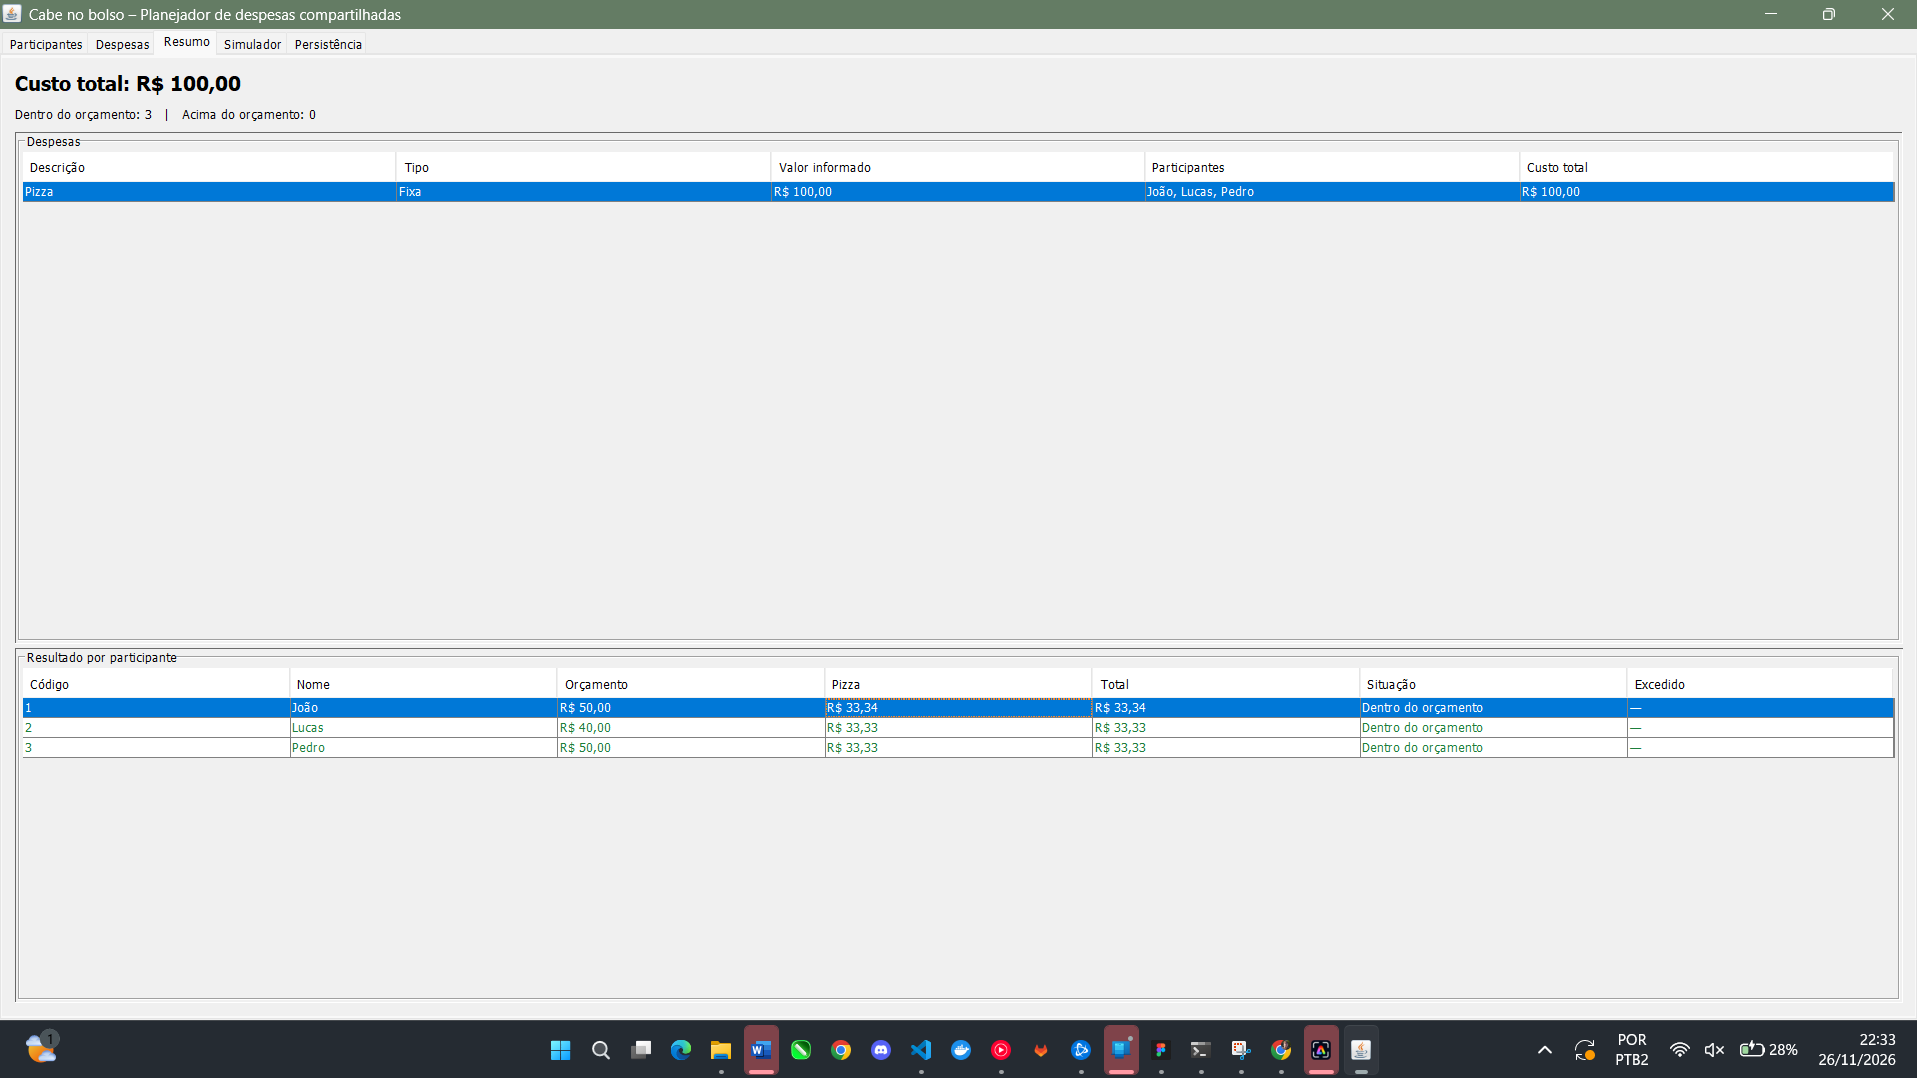 Cabe no bolso – Planejador de despesas compartilhadas
Participantes Despesas Resumo Simulador Persistência
Custo total: R$ 100,00
Dentro do orçamento: 3 | Acima do orçamento: 0
Despesas
Descrição Tipo Valor informado Participantes Custo total
Pizza Fixa R$ 100,00 João, Lucas, Pedro R$ 100,00
Resultado por participante
Código Nome Orçamento Pizza Total Situação Excedido
1 João R$ 50,00 R$ 33,34 R$ 33,34 Dentro do orçamento —
2 Lucas R$ 40,00 R$ 33,33 R$ 33,33 Dentro do orçamento —
3 Pedro R$ 50,00 R$ 33,33 R$ 33,33 Dentro do orçamento —
1
W
POR
PTB2
28%
22:33
26/11/2026